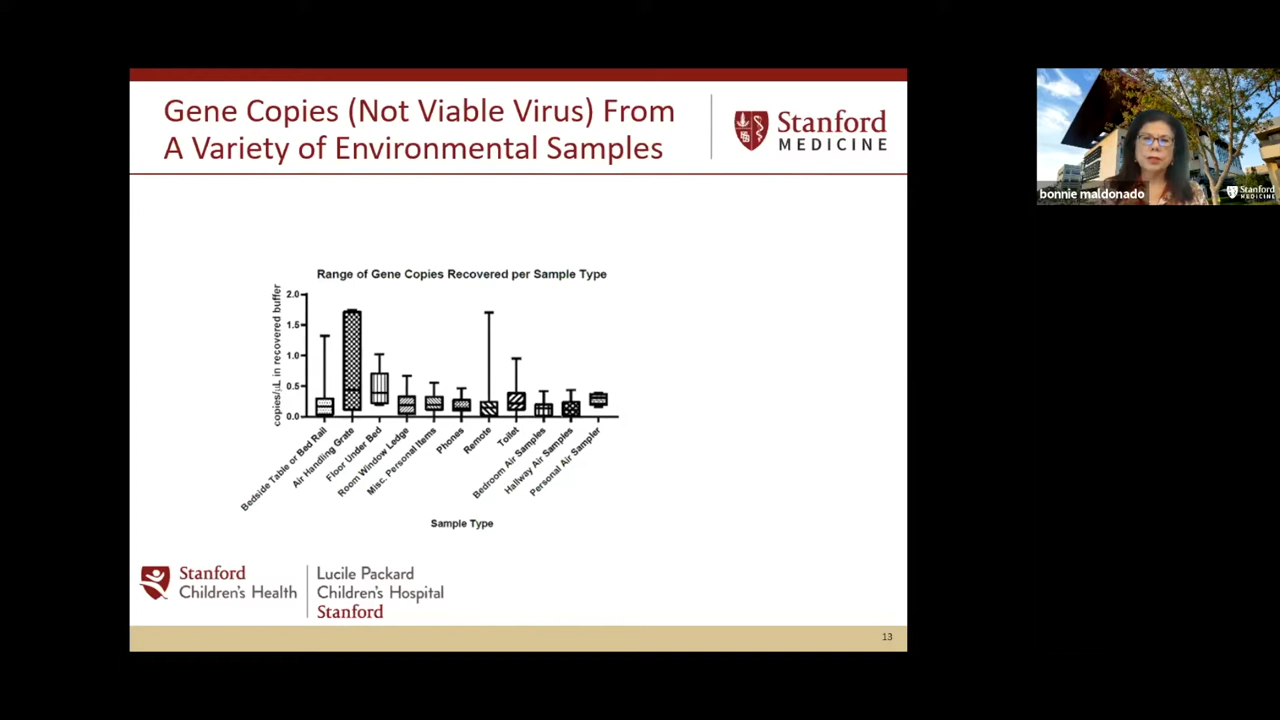 Gene Copies (Not Viable Virus) From
A Variety of Environmental Samples
Stanford
MEDICINE
bonnie maldonado
Stanford
MEDICINE
Range of Gene Copies Recovered per Sample Type
copies/µL in recovered buffer
2.0
1.5
1.0
0.5
0.0
Bedside Table or Bed Rail
Air Handling Grate
Floor Under Bed
Room Window Ledge
Misc. Personal Items
Phones
Remote
Toilet
Bedroom Air Samples
Hallway Air Samples
Personal Air Sampler
Sample Type
Stanford
Children's Health
Lucile Packard
Children's Hospital
Stanford
13